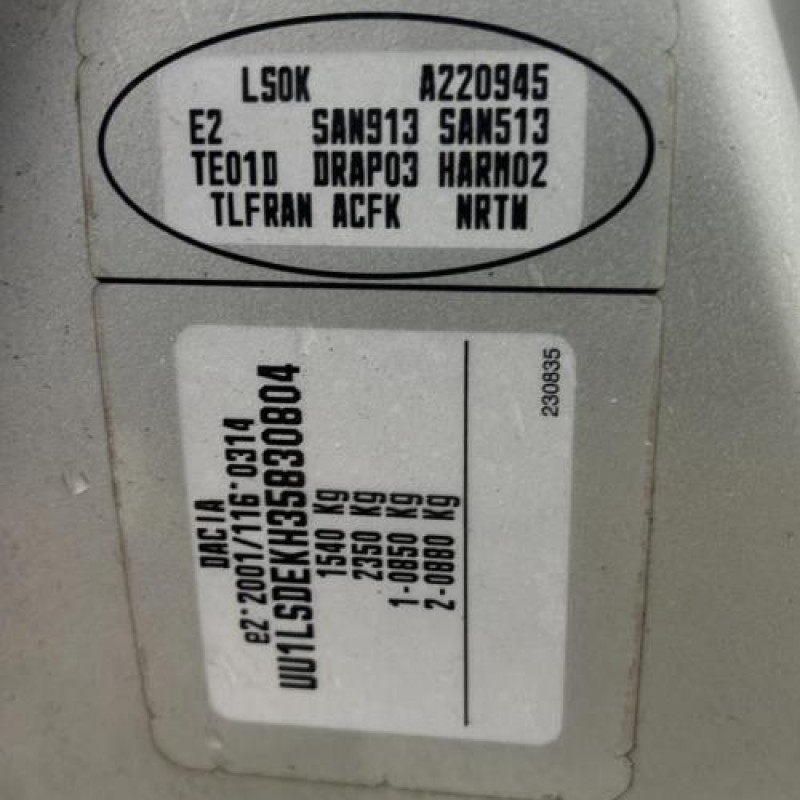 LS0K A220945
E2 SAN913 SAN513
TE01D DRAP03 HARM02
TLFRAN ACFK NRTW
DACIA
e2*2001/116*0314
UU1LSDEKH35830804
1540 Kg
2350 Kg
1-0850 Kg
2-0880 Kg
230835